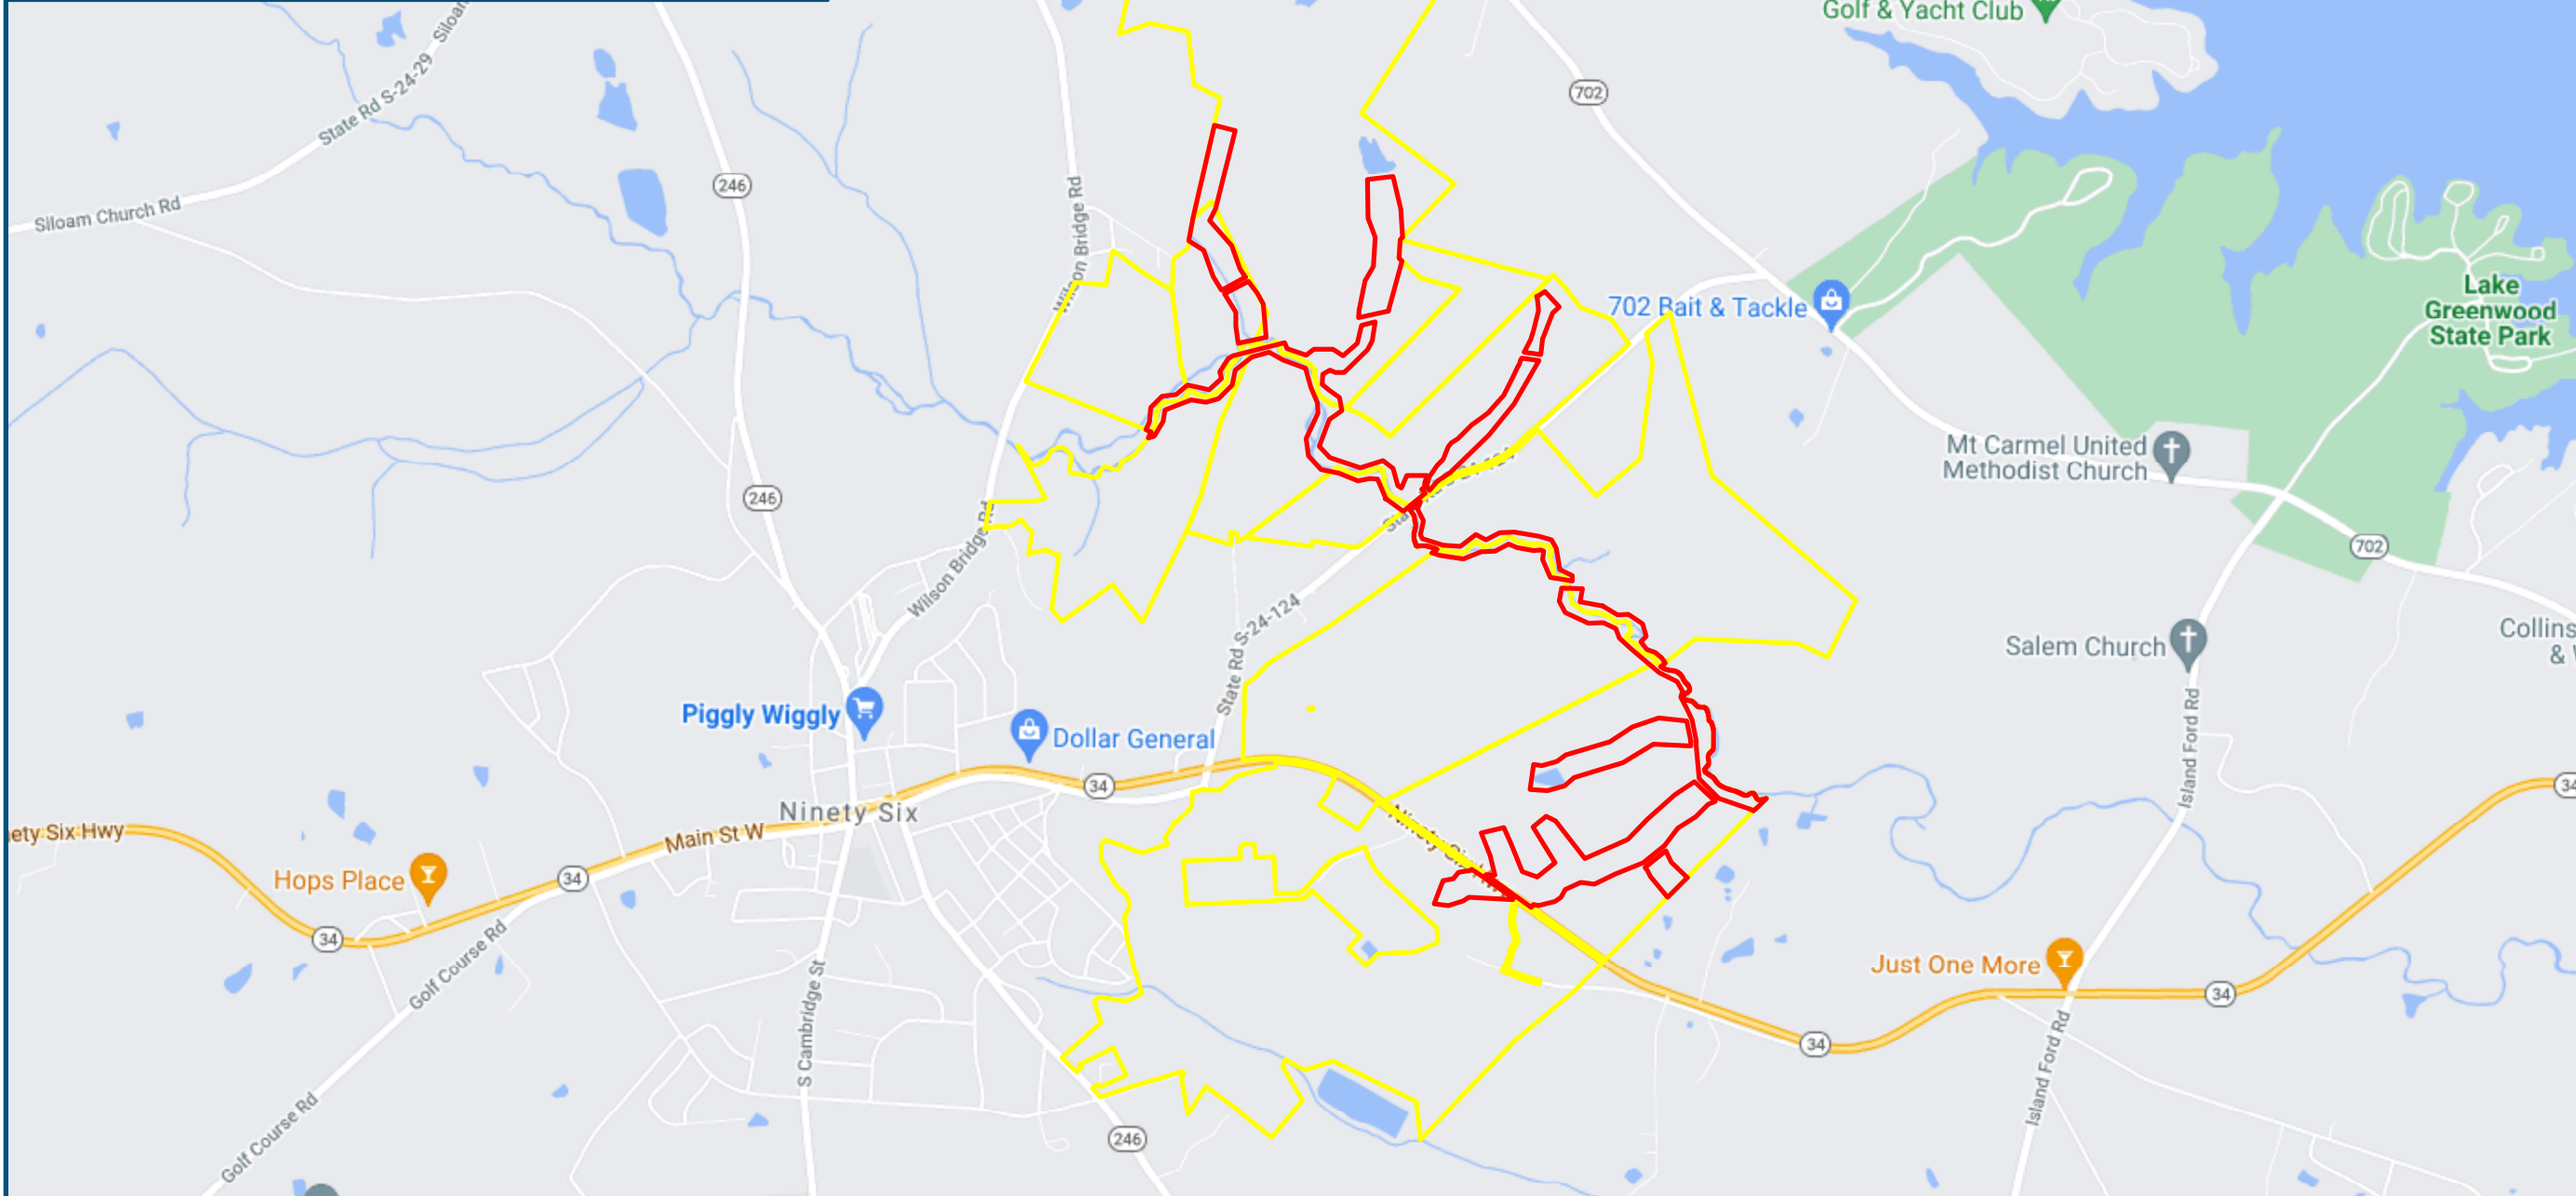 Golf & Yacht Club
Siloam
State Rd S-24-29
702
246
Siloam Church Rd
Wilson Bridge Rd
702 Bait & Tackle
Lake
Greenwood
State Park
Mt Carmel United
Methodist Church
246
702
Wilson Bridge Rd
State Rd S-24-124
Salem Church
Collins
&
Piggly Wiggly
Dollar General
Island Ford Rd
34
34
Ninety Six
ety Six Hwy
Main St W
Hops Place
34
34
Golf Course Rd
S Cambridge St
Just One More
34
34
Island Ford Rd
Golf Course Rd
246